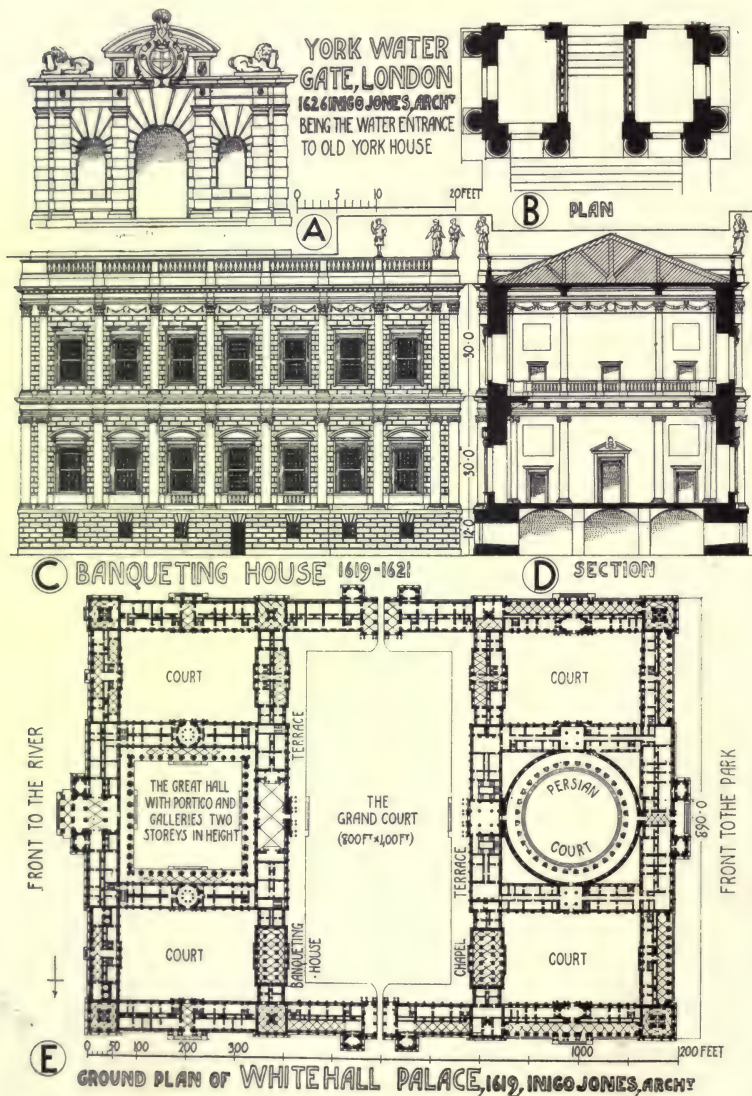 YORK WATER
GATE, LONDON
1626 INIGO JONES, ARCHT
BEING THE WATER ENTRANCE
TO OLD YORK HOUSE
0 5 10 20 FEET
A
B PLAN
30·0
30·0
12·0
C BANQUETING HOUSE 1619-1621
D SECTION
COURT
COURT
FRONT TO THE RIVER
TERRACE
THE GREAT HALL
WITH PORTICO AND
GALLERIES TWO
STOREYS IN HEIGHT
THE
GRAND COURT
(800 FT × 400 FT)
TERRACE
PERSIAN
COURT
890·0
FRONT TO THE PARK
COURT
BANQUETING
HOUSE
CHAPEL
COURT
E
0 50 100 200 300 1000 200 FEET
GROUND PLAN OF WHITEHALL PALACE, 1619, INIGO JONES, ARCHT